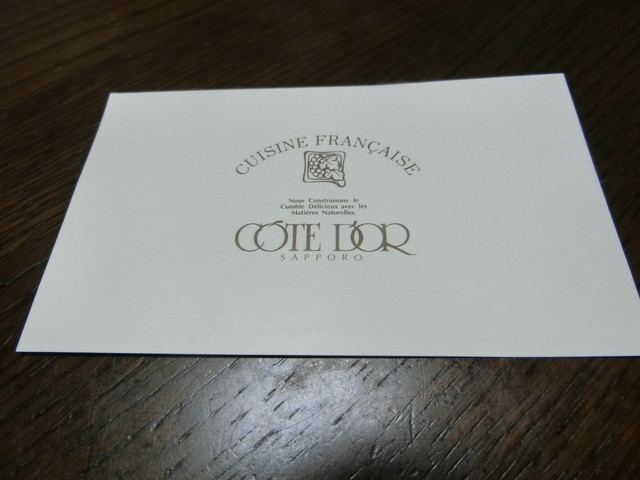 CUISINE FRANÇAISE
Nous Construisons le
Comble Délicieux avec les
Matières Naturelles.
CÔTE D'OR
SAPPORO